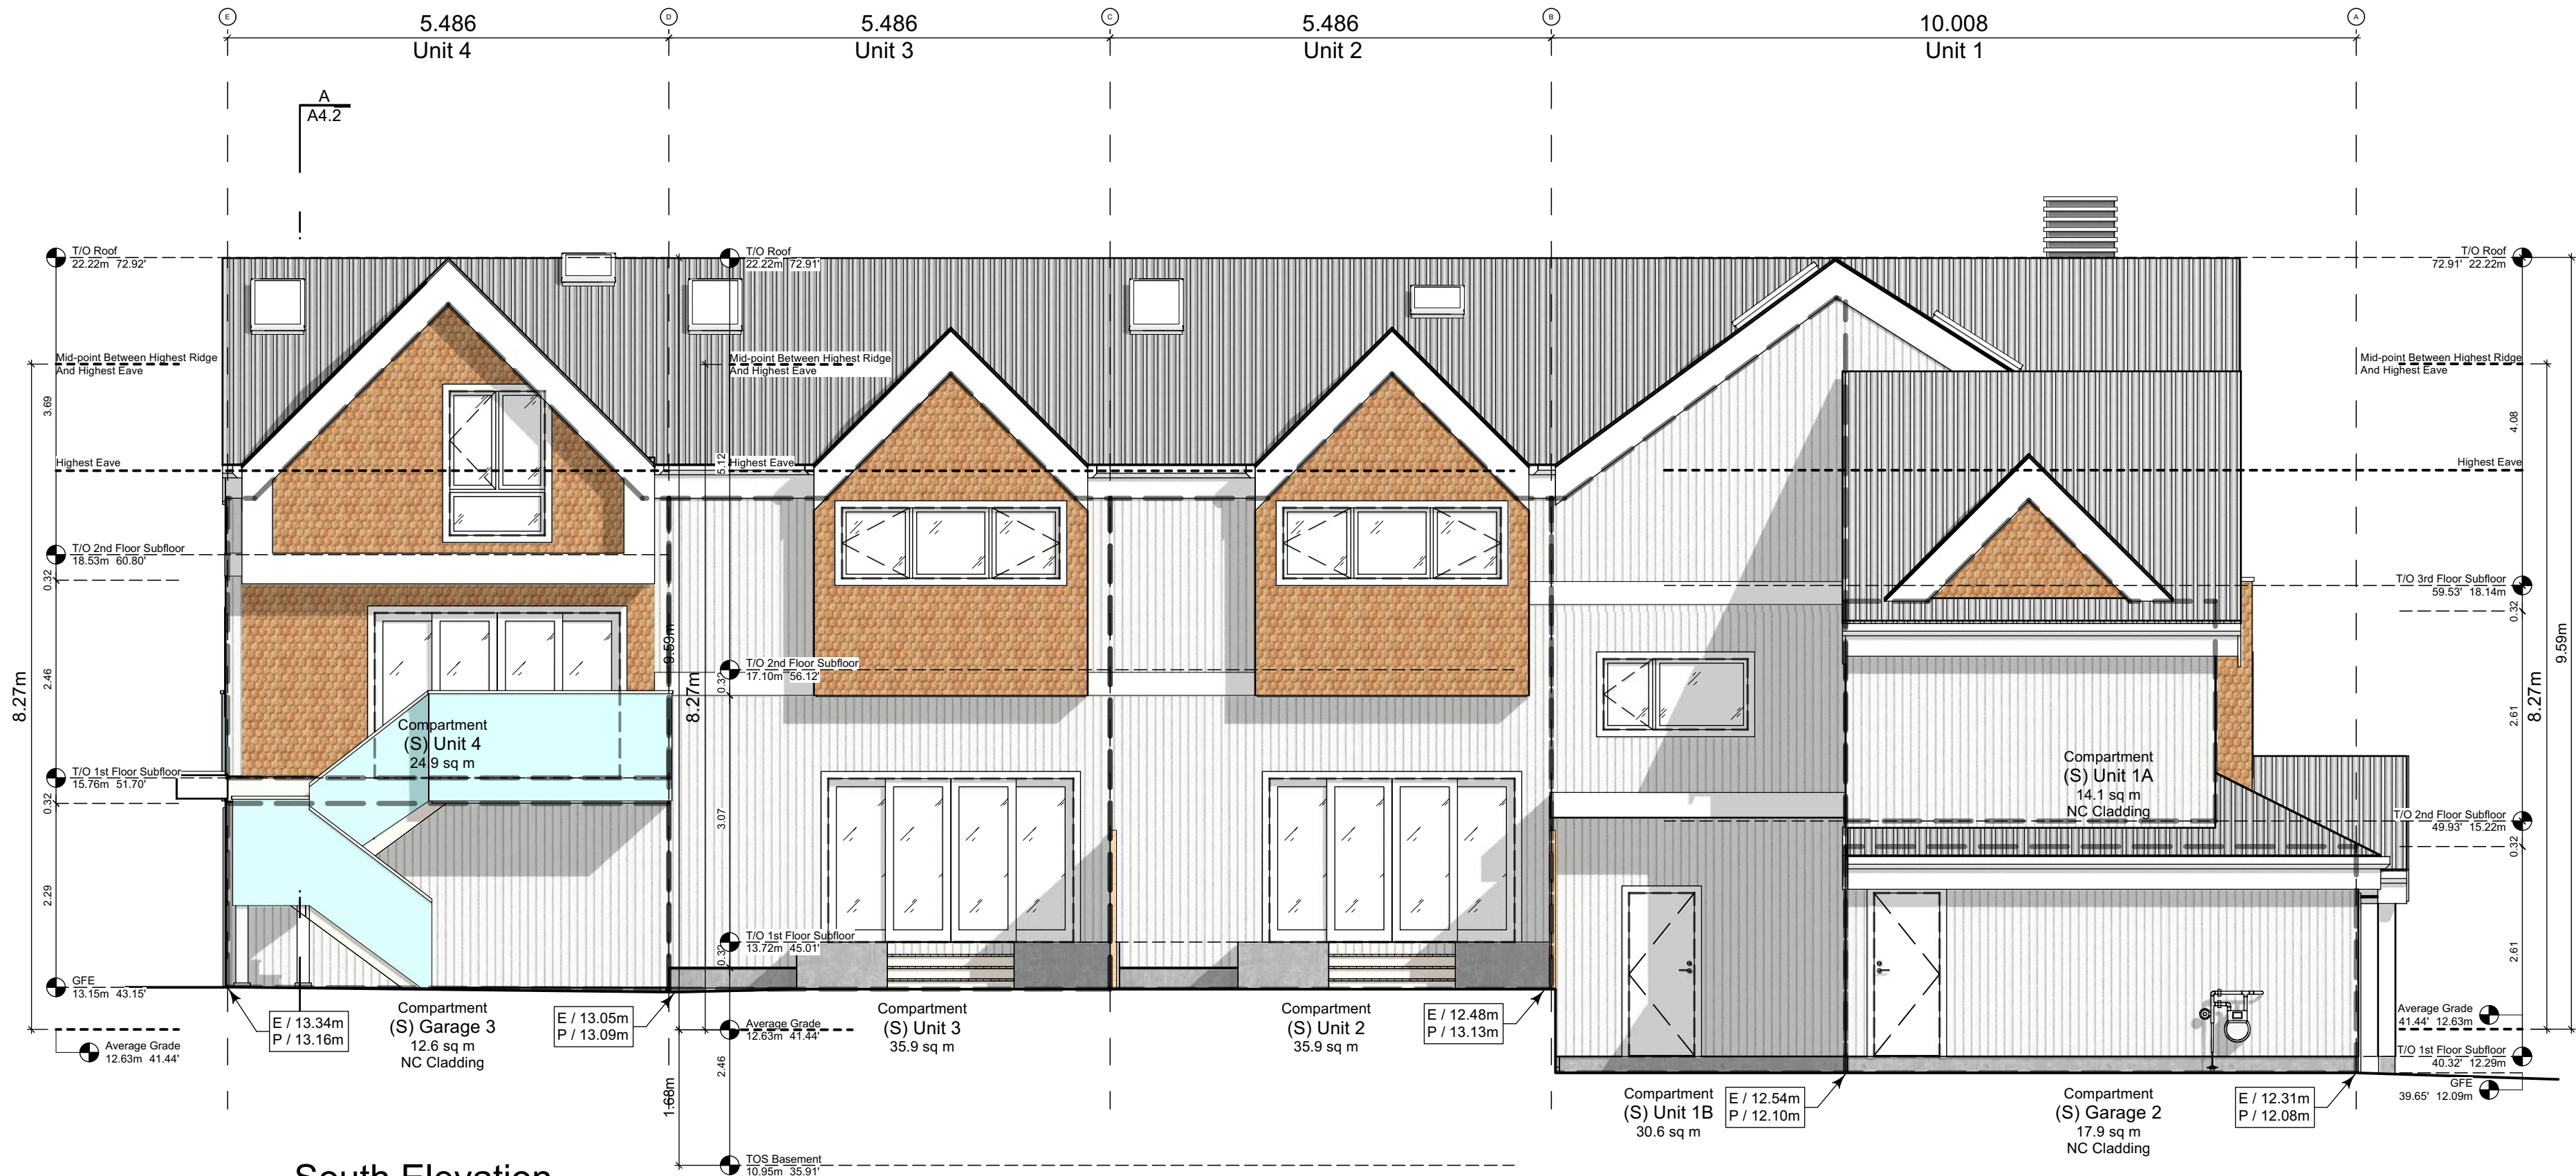 E
D
C
B
A
5.486
5.486
5.486
10.008
Unit 4
Unit 3
Unit 2
Unit 1
A
A4.2
T/O Roof
22.22m 72.92'
Mid-point Between Highest Ridge
And Highest Eave
3.69
Highest Eave
T/O 2nd Floor Subfloor
18.53m 60.80'
0.32
2.46
8.27m
T/O 1st Floor Subfloor
15.76m 51.70'
0.32
2.29
GFE
13.15m 43.15'
Average Grade
12.63m 41.44'
Compartment
(S) Unit 4
24.9 sq m
E / 13.34m
P / 13.16m
Compartment
(S) Garage 3
12.6 sq m
NC Cladding
E / 13.05m
P / 13.09m
T/O Roof
22.22m 72.91'
Mid-point Between Highest Ridge
And Highest Eave
5.12
Highest Eave
9.59m
T/O 2nd Floor Subfloor
17.10m 56.12'
0.32
8.27m
3.07
T/O 1st Floor Subfloor
13.72m 45.01'
0.32
Average Grade
12.63m 41.44'
2.46
1.68m
TOS Basement
10.95m 35.91'
Compartment
(S) Unit 3
35.9 sq m
Compartment
(S) Unit 2
35.9 sq m
E / 12.48m
P / 13.13m
Compartment
(S) Unit 1B
30.6 sq m
E / 12.54m
P / 12.10m
Compartment
(S) Unit 1A
14.1 sq m
NC Cladding
Compartment
(S) Garage 2
17.9 sq m
NC Cladding
E / 12.31m
P / 12.08m
T/O Roof
72.91' 22.22m
Mid-point Between Highest Ridge
And Highest Eave
4.08
Highest Eave
T/O 3rd Floor Subfloor
59.53' 18.14m
0.32
9.59m
2.61
8.27m
T/O 2nd Floor Subfloor
49.93' 15.22m
0.32
2.61
Average Grade
41.44' 12.63m
T/O 1st Floor Subfloor
40.32' 12.29m
GFE
39.65' 12.09m
South Elevation